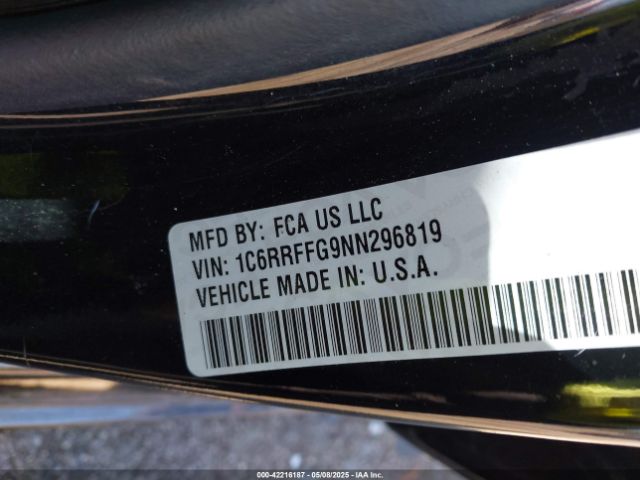 MFD BY: FCA US LLC
VIN: 1C6RRFFG9NN296819
VEHICLE MADE IN: U.S.A.
000-42216187 - 05/08/2025 - IAA Inc.